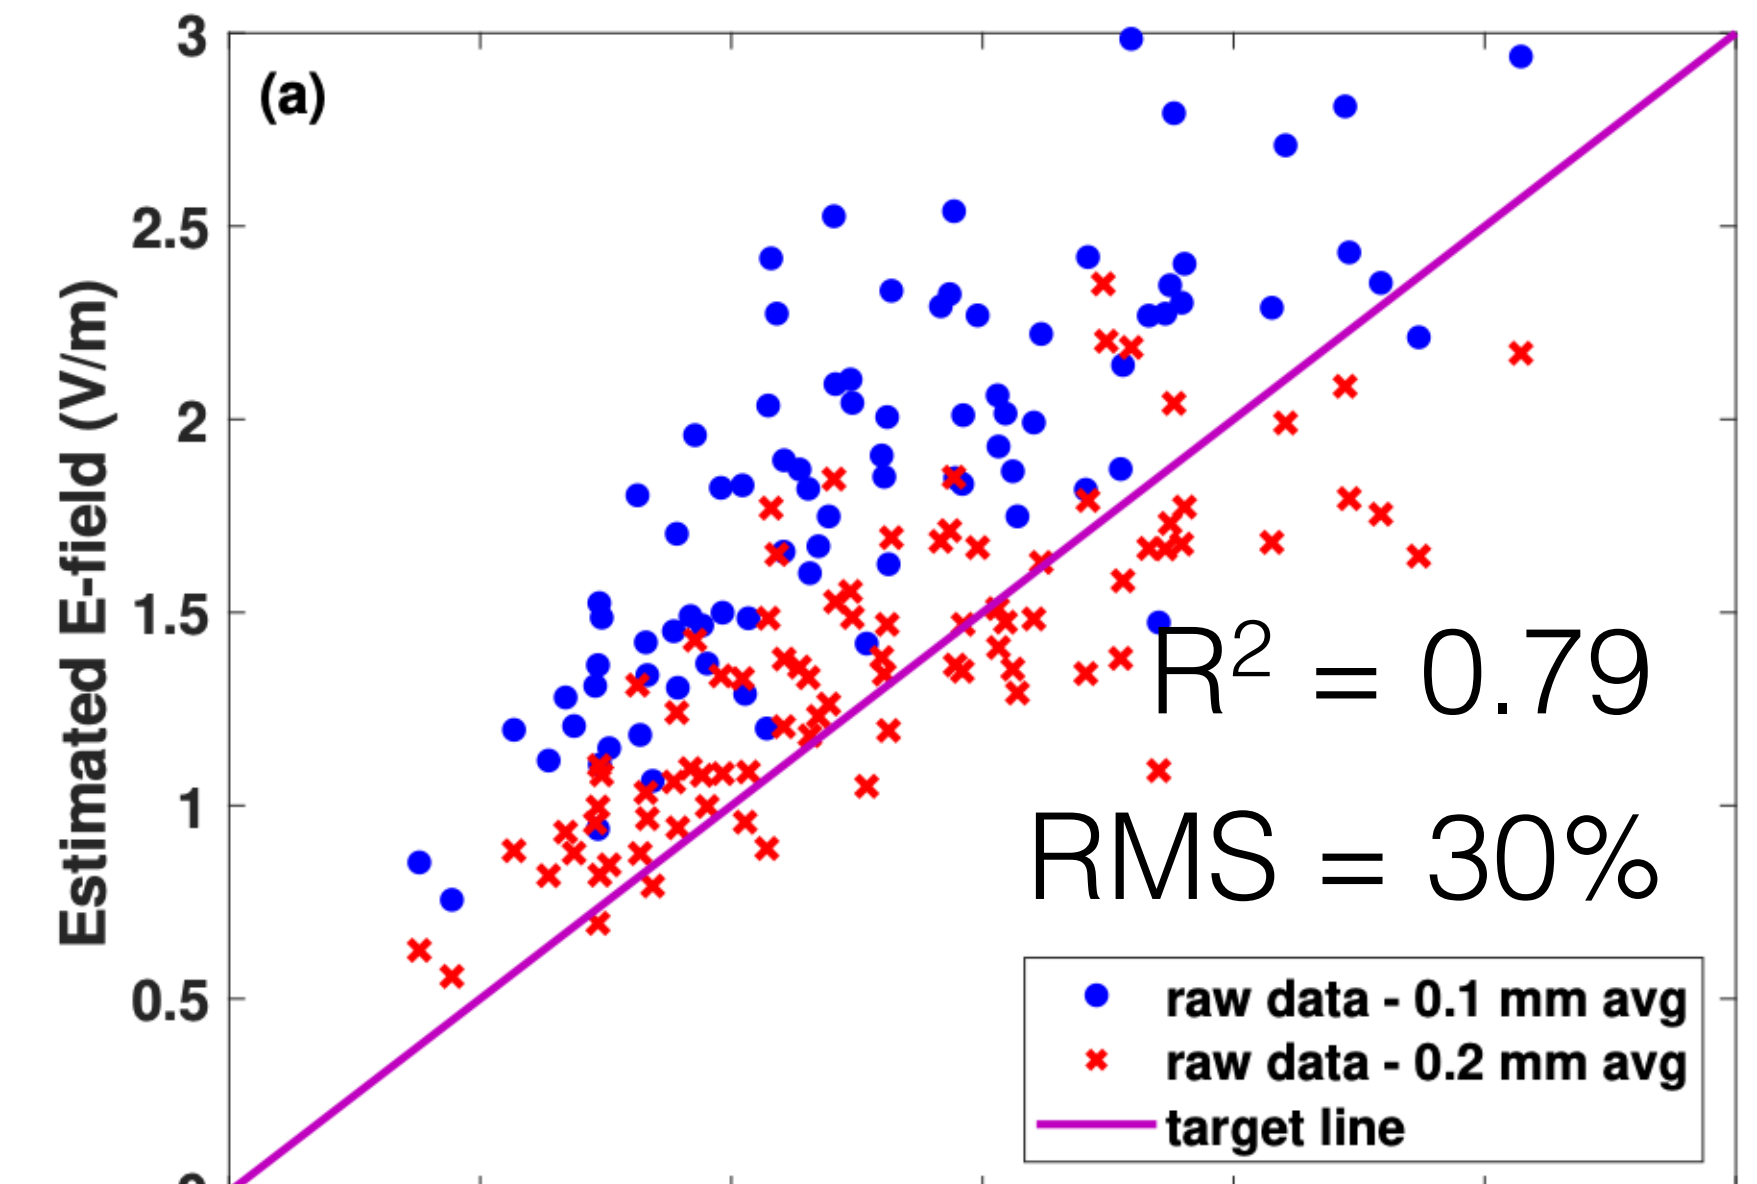 3
(a)
2.5
2
1.5
1
0.5
0
Estimated E-field (V/m)
R² = 0.79
RMS = 30%
raw data - 0.1 mm avg
raw data - 0.2 mm avg
target line